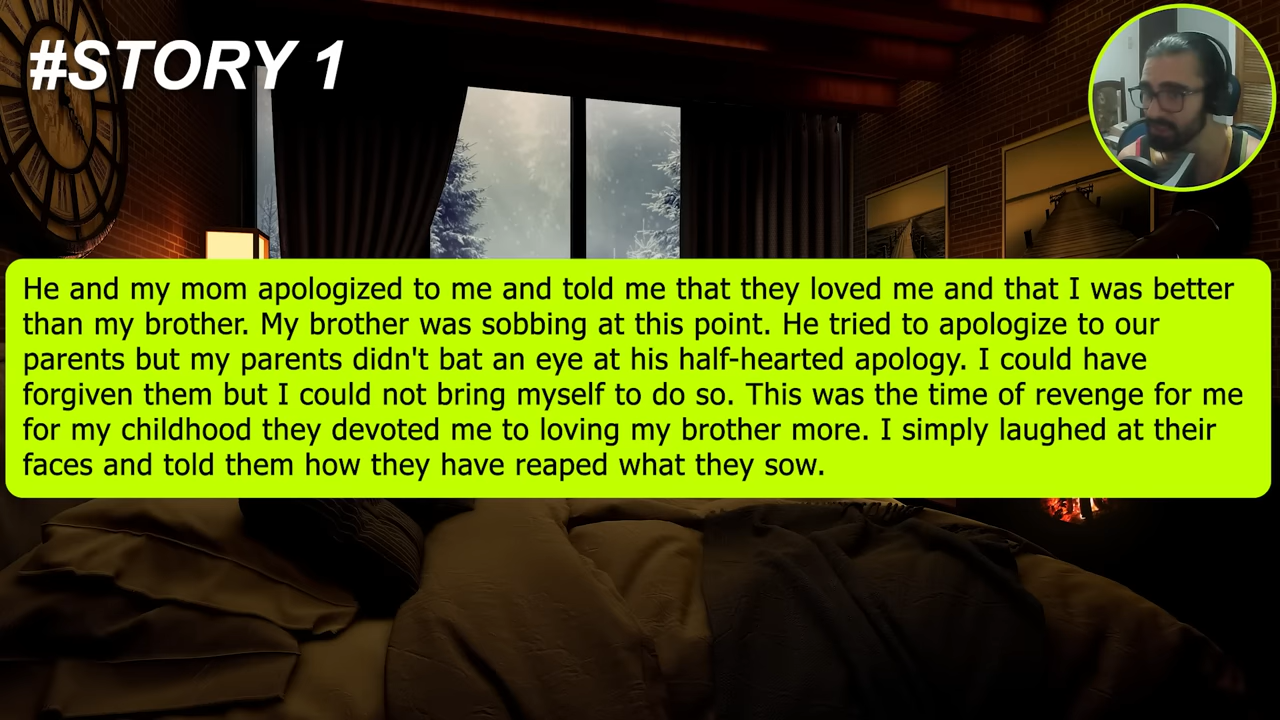 #STORY 1
He and my mom apologized to me and told me that they loved me and that I was better
than my brother. My brother was sobbing at this point. He tried to apologize to our
parents but my parents didn't bat an eye at his half-hearted apology. I could have
forgiven them but I could not bring myself to do so. This was the time of revenge for me
for my childhood they devoted me to loving my brother more. I simply laughed at their
faces and told them how they have reaped what they sow.